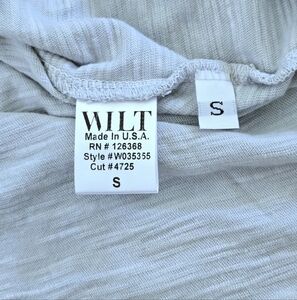 WILT
Made In U.S.A.
RN # 126368
Style #W035355
Cut #4725
S
S